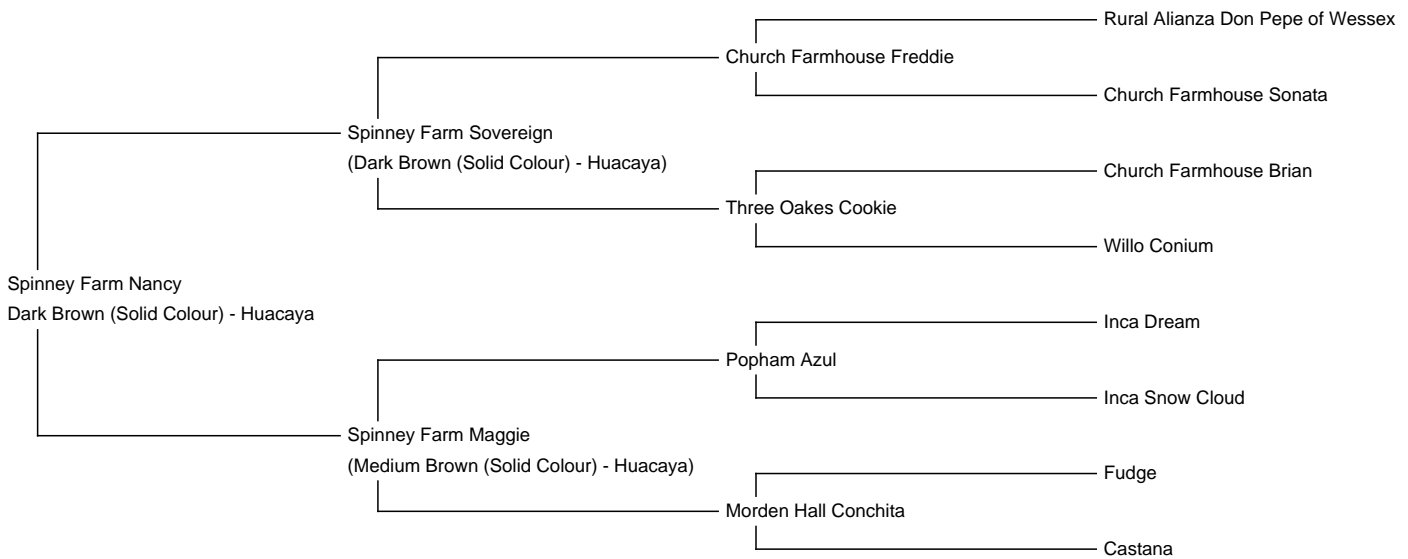 Rural Alianza Don Pepe of Wessex
Church Farmhouse Freddie
Church Farmhouse Sonata
Spinney Farm Sovereign
(Dark Brown (Solid Colour) - Huacaya)
Church Farmhouse Brian
Three Oakes Cookie
Willo Conium
Spinney Farm Nancy
Dark Brown (Solid Colour) - Huacaya
Inca Dream
Popham Azul
Inca Snow Cloud
Spinney Farm Maggie
(Medium Brown (Solid Colour) - Huacaya)
Fudge
Morden Hall Conchita
Castana